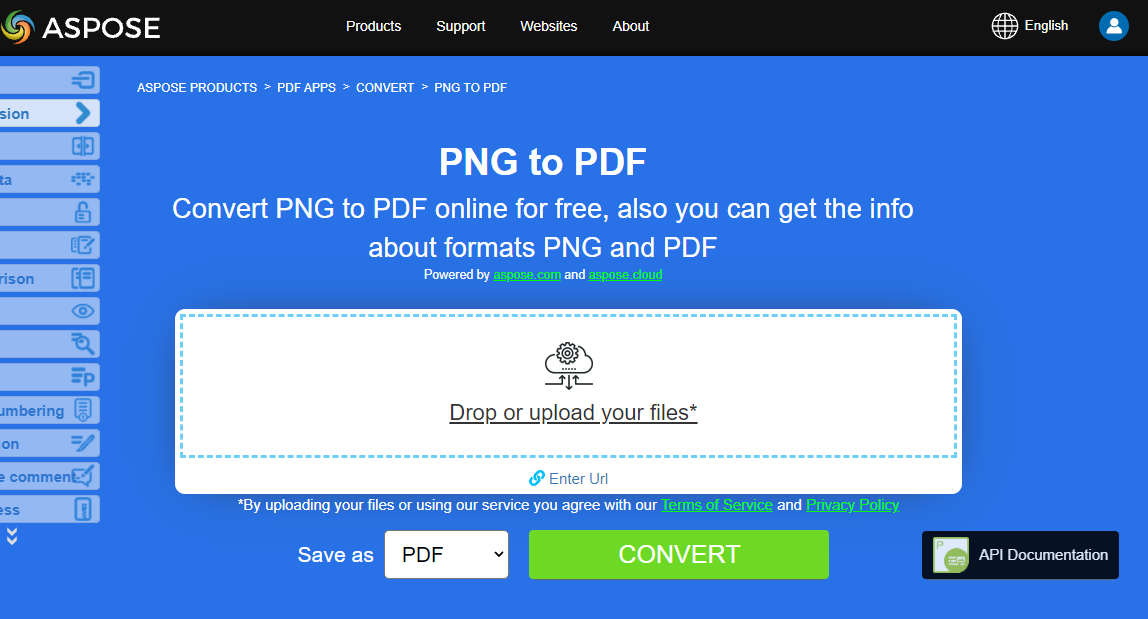 ASPOSE
Products
Support
Websites
About
English
ASPOSE PRODUCTS > PDF APPS > CONVERT > PNG TO PDF
sion
ta
rison
umbering
on
e comment
ess
PNG to PDF
Convert PNG to PDF online for free, also you can get the info
about formats PNG and PDF
Powered by aspose.com and aspose.cloud
Drop or upload your files*
Enter Url
*By uploading your files or using our service you agree with our Terms of Service and Privacy Policy
Save as
PDF
CONVERT
API Documentation